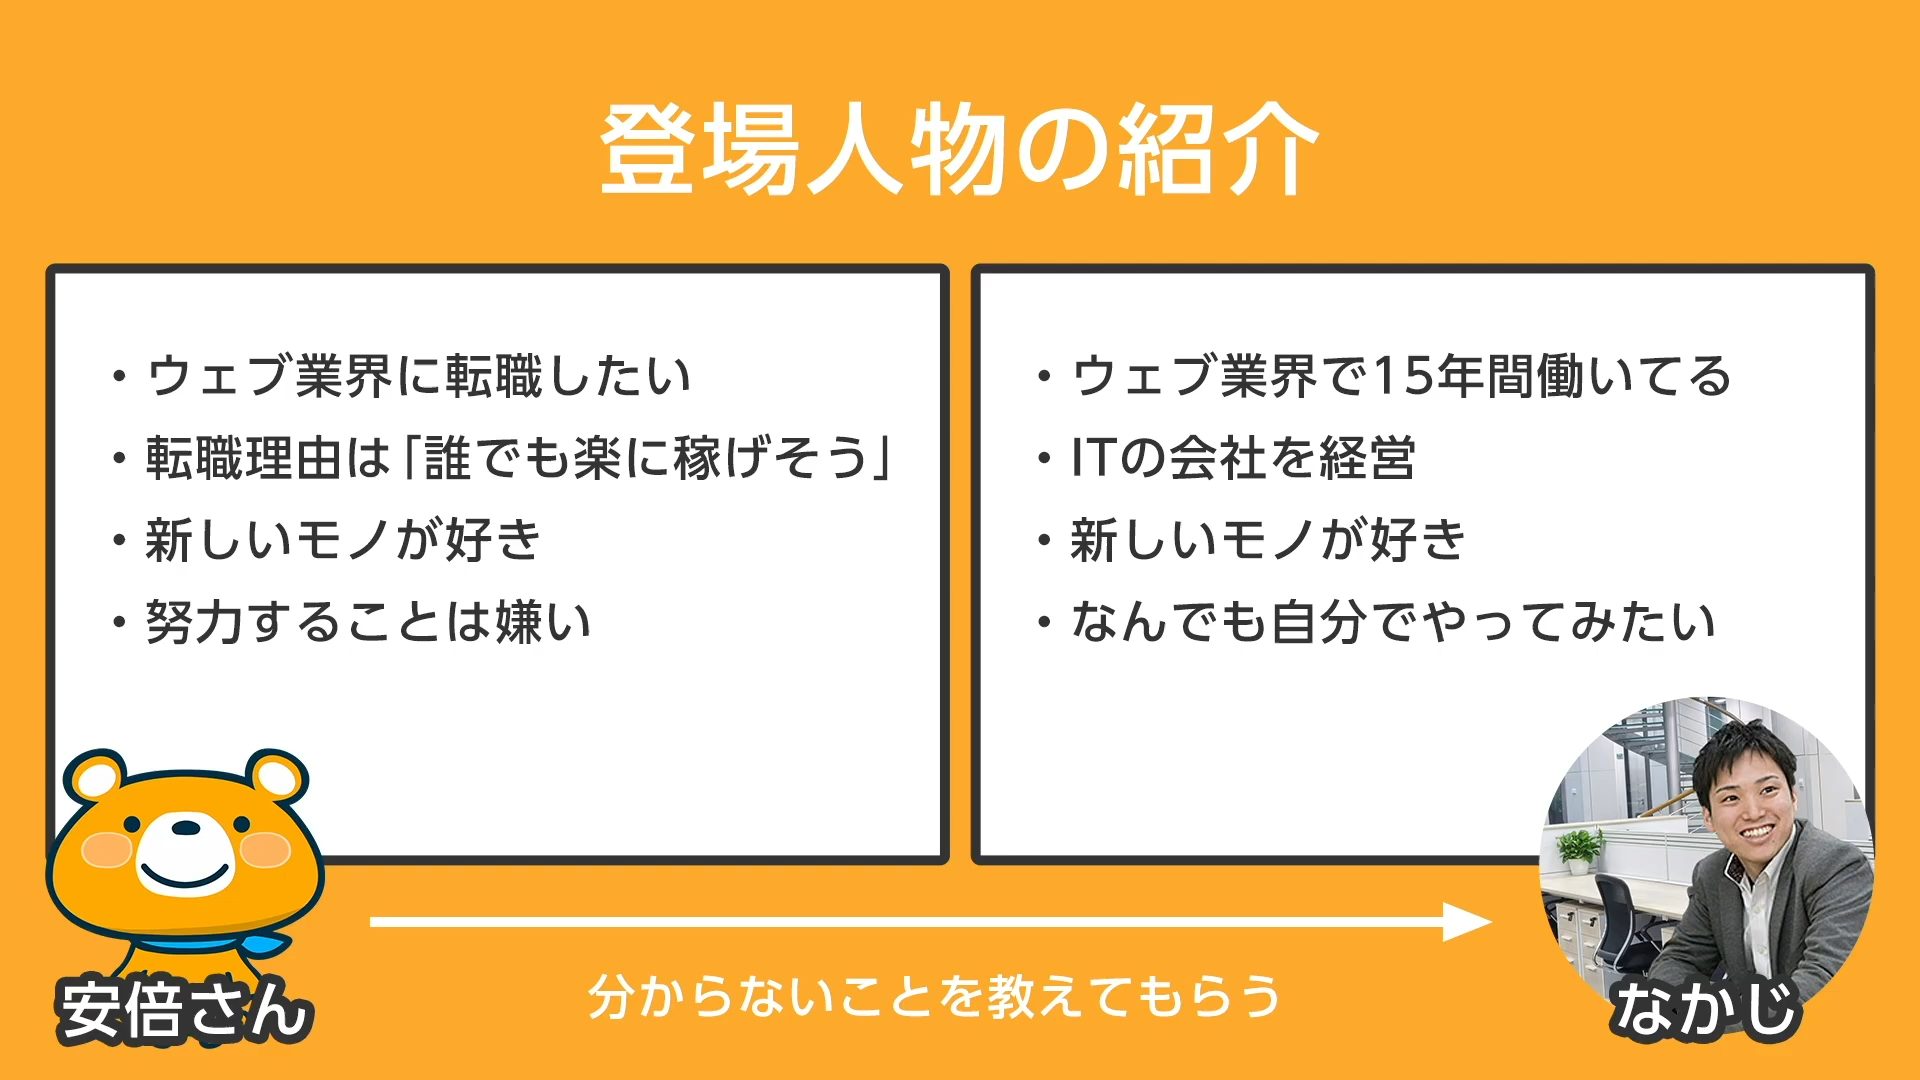 登場人物の紹介
・ウェブ業界に転職したい
・転職理由は「誰でも楽に稼げそう」
・新しいモノが好き
・努力することは嫌い
・ウェブ業界で15年間働いてる
・ITの会社を経営
・新しいモノが好き
・なんでも自分でやってみたい
安倍さん
分からないことを教えてもらう
なかじ